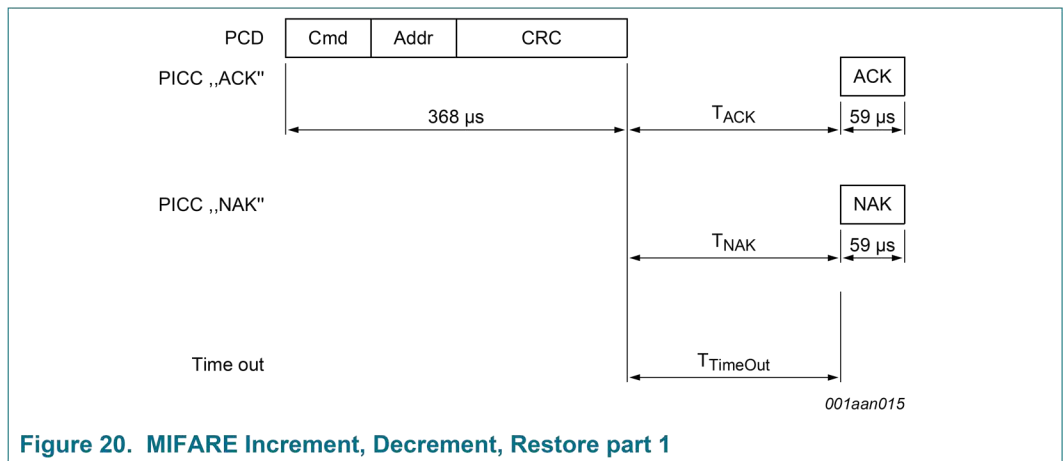 PCD Cmd Addr CRC
PICC ,,ACK" ACK
368 µs TACK 59 µs
PICC ,,NAK" NAK
TNAK 59 µs
Time out TTimeOut
001aan015
Figure 20. MIFARE Increment, Decrement, Restore part 1